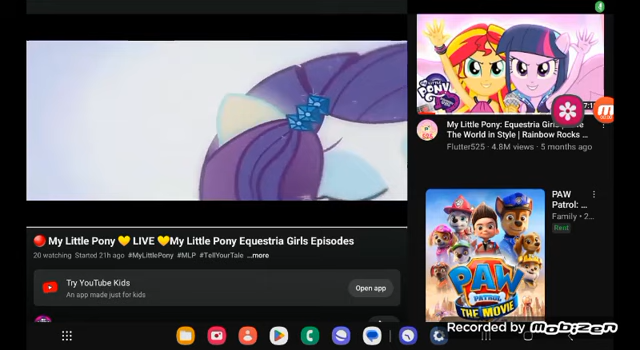 🔴 My Little Pony 💛 LIVE 💛My Little Pony Equestria Girls Episodes
20 watching Started 21h ago #MyLittlePony #MLP #TellYourTale ...more
Try YouTube Kids
An app made just for kids
Open app
My Little Pony: Equestria Girls
The World in Style | Rainbow Rocks ...
Flutter525 · 4.8M views · 5 months ago
PAW
Patrol: ...
Family • 2...
Rent
PAW
PATROL
THE MOVIE
Recorded by mobizen